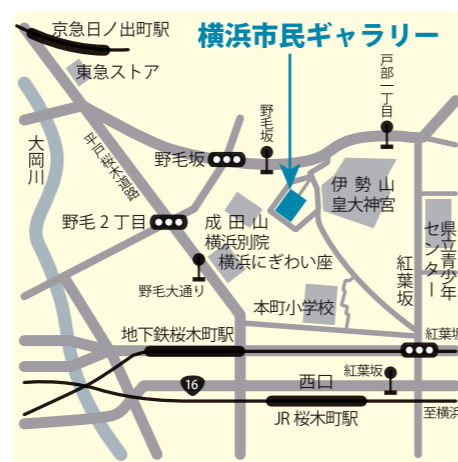 京急日ノ出町駅
横浜市民ギャラリー
東急ストア
戸部一丁目
野毛坂
大岡川
平戸桜木道路
野毛坂
伊勢山
皇大神宮
野毛2丁目
成田山
横浜別院
横浜にぎわい座
県立青少年
センター
紅葉坂
野毛大通り
本町小学校
地下鉄桜木町駅
紅葉坂
16
西口
紅葉坂
JR桜木町駅
至横浜